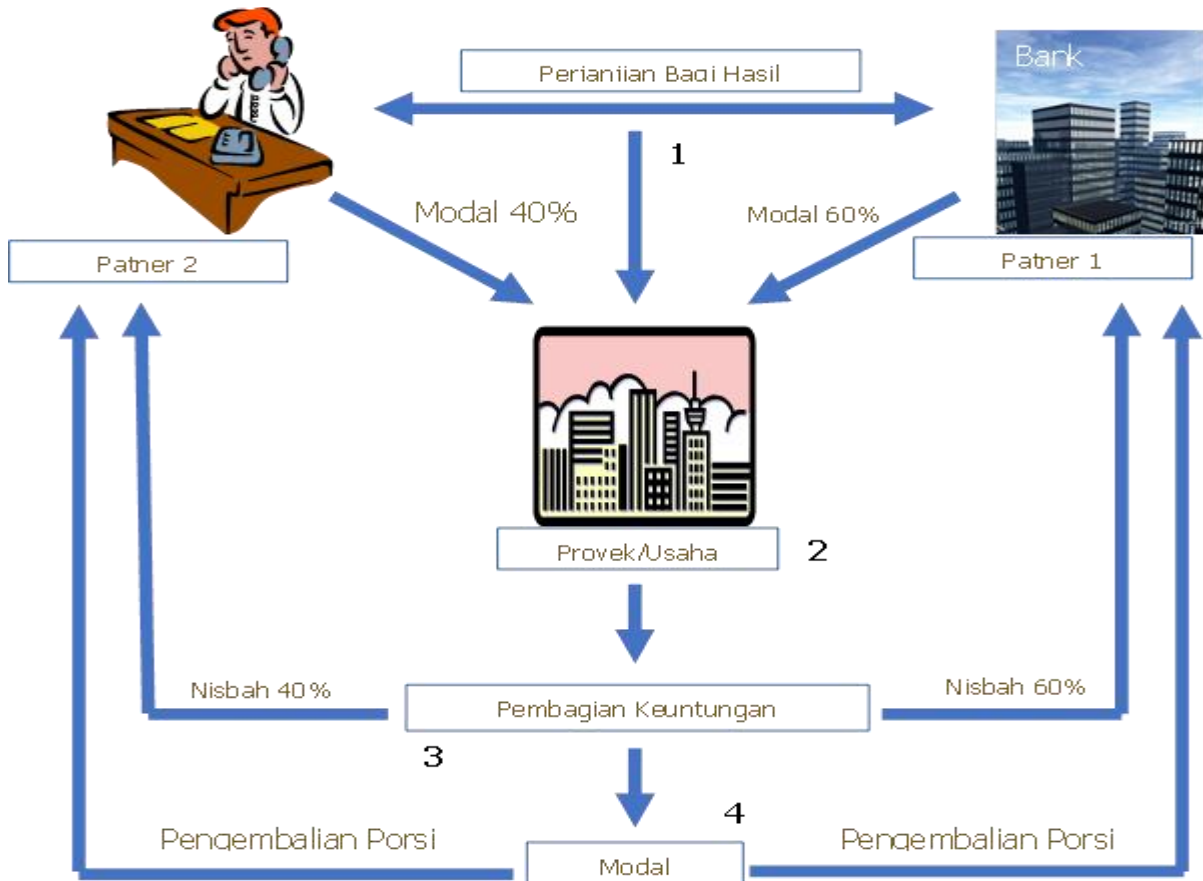 Bank
Perjanjian Bagi Hasil
1
Modal 40%
Modal 60%
Patner 2
Patner 1
Proyek/Usaha
2
Nisbah 40%
Nisbah 60%
Pembagian Keuntungan
3
4
Pengembalian Porsi
Pengembalian Porsi
Modal